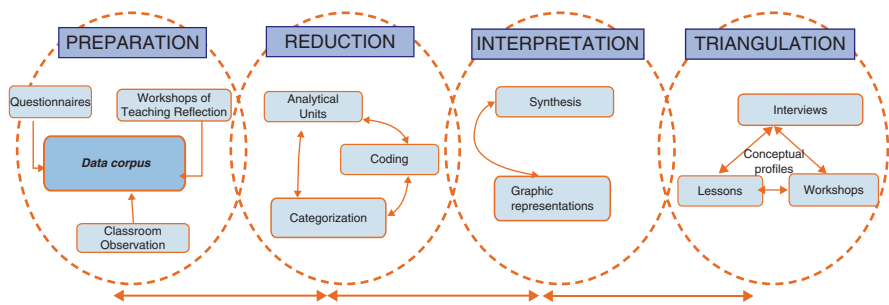 PREPARATION
Questionnaires
Workshops of
Teaching Reflection
Data corpus
Classroom
Observation
REDUCTION
Analytical
Units
Coding
Categorization
INTERPRETATION
Synthesis
Graphic
representations
TRIANGULATION
Interviews
Conceptual
profiles
Lessons
Workshops